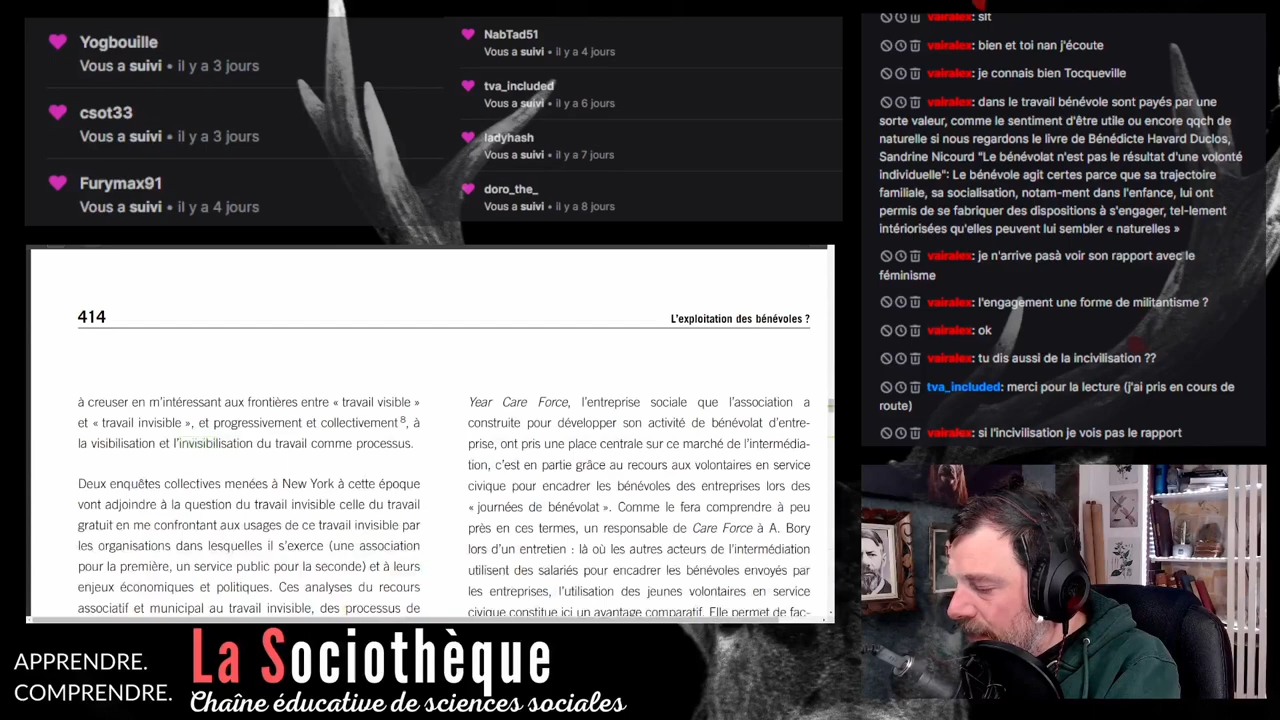 Yogbouille
Vous a suivi • il y a 3 jours
csot33
Vous a suivi • il y a 3 jours
Furymax91
Vous a suivi • il y a 4 jours
NabTad51
Vous a suivi • il y a 4 jours
tva_included
Vous a suivi • il y a 6 jours
ladyhash
Vous a suivi • il y a 7 jours
doro_the_
Vous a suivi • il y a 8 jours
414
L'exploitation des bénévoles ?
à creuser en m'intéressant aux frontières entre « travail visible »
et « travail invisible », et progressivement et collectivement 8, à
la visibilisation et l'invisibilisation du travail comme processus.
Deux enquêtes collectives menées à New York à cette époque
vont adjoindre à la question du travail invisible celle du travail
gratuit en me confrontant aux usages de ce travail invisible par
les organisations dans lesquelles il s'exerce (une association
pour la première, un service public pour la seconde) et à leurs
enjeux économiques et politiques. Ces analyses du recours
associatif et municipal au travail invisible, des processus de
Year Care Force, l'entreprise sociale que l'association a
construite pour développer son activité de bénévolat d'entre-
prise, ont pris une place centrale sur ce marché de l'intermédia-
tion, c'est en partie grâce au recours aux volontaires en service
civique pour encadrer les bénévoles des entreprises lors des
« journées de bénévolat ». Comme le fera comprendre à peu
près en ces termes, un responsable de Care Force à A. Bory
lors d'un entretien : là où les autres acteurs de l'intermédiation
utilisent des salariés pour encadrer les bénévoles envoyés par
les entreprises, l'utilisation des jeunes volontaires en service
civique constitue ici un avantage comparatif. Elle permet de fac-
vairalex: slt
vairalex: bien et toi nan j'écoute
vairalex: je connais bien Tocqueville
vairalex: dans le travail bénévole sont payés par une
sorte valeur, comme le sentiment d'être utile ou encore qqch de
naturelle si nous regardons le livre de Bénédicte Havard Duclos,
Sandrine Nicourd "Le bénévolat n'est pas le résultat d'une volonté
individuelle": Le bénévole agit certes parce que sa trajectoire
familiale, sa socialisation, notam-ment dans l'enfance, lui ont
permis de se fabriquer des dispositions à s'engager, tel-lement
intériorisées qu'elles peuvent lui sembler « naturelles »
vairalex: je n'arrive pasà voir son rapport avec le
féminisme
vairalex: l'engagement une forme de militantisme ?
vairalex: ok
vairalex: tu dis aussi de la incivilisation ??
tva_included: merci pour la lecture (j'ai pris en cours de
route)
vairalex: si l'incivilisation je vois pas le rapport
APPRENDRE.
COMPRENDRE.
La Sociothèque
Chaîne éducative de sciences sociales